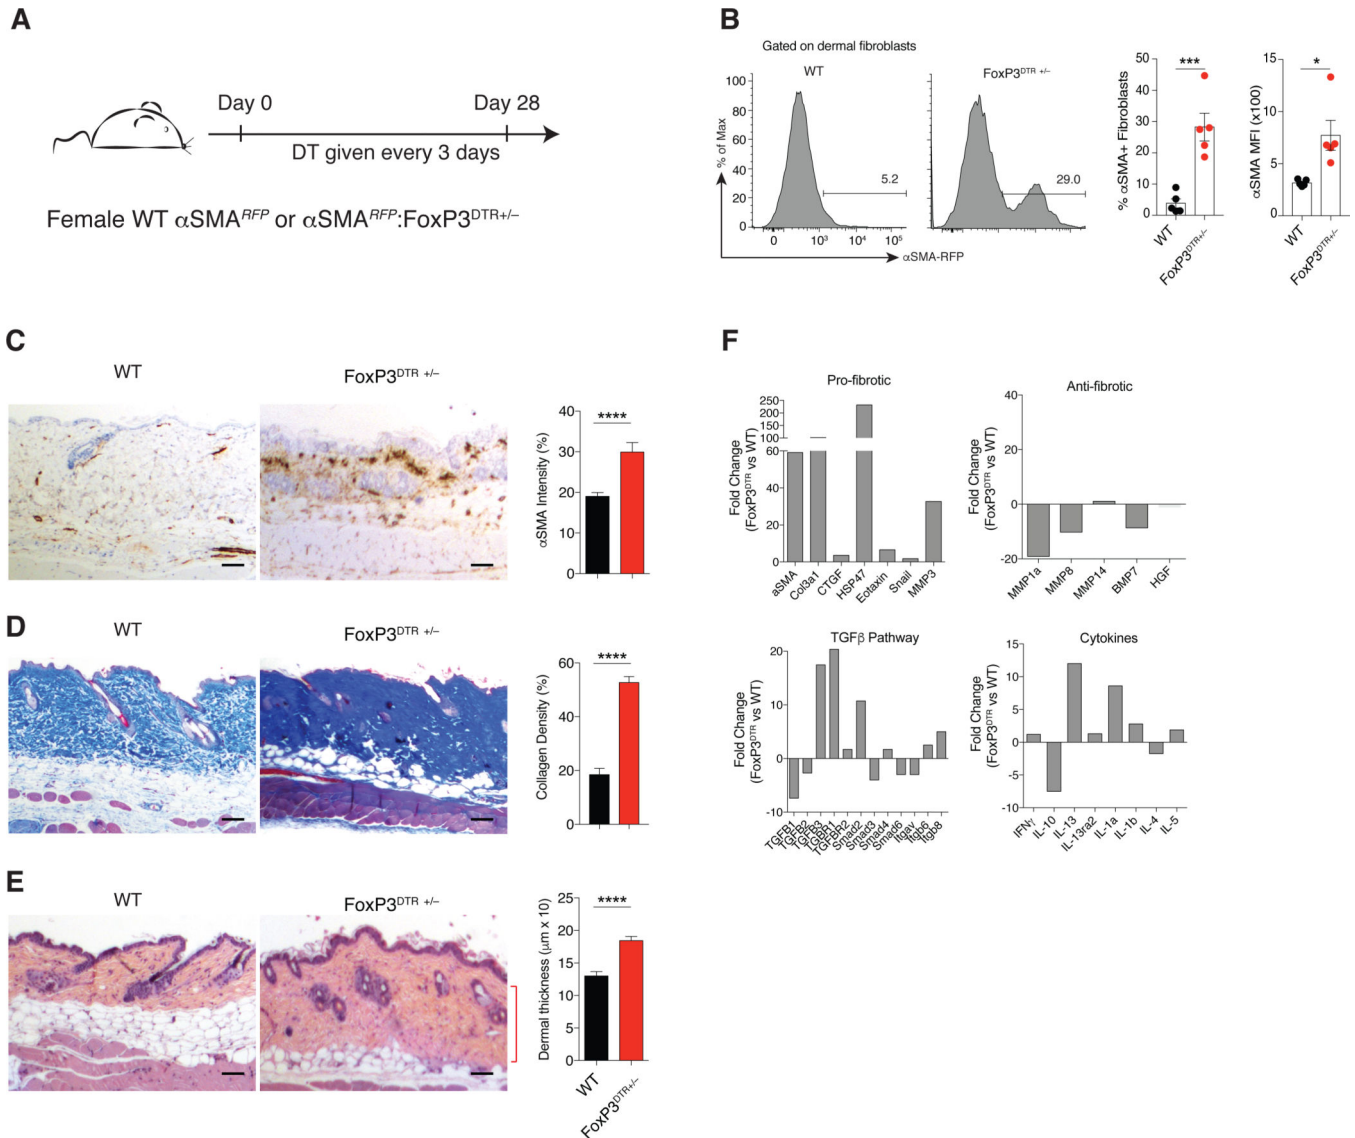 A
Day 0
Day 28
DT given every 3 days
Female WT αSMA^RFP or αSMA^RFP:FoxP3^DTR+/–
B
Gated on dermal fibroblasts
WT
FoxP3^DTR +/–
% of Max
100
80
60
40
20
0
5.2
29.0
0
10³
10⁴
10⁵
αSMA-RFP
% αSMA+ Fibroblasts
50
40
30
20
10
0
***
WT
FoxP3^DTR+/–
αSMA MFI (x100)
15
10
5
0
*
WT
FoxP3^DTR+/–
C
WT
FoxP3^DTR +/–
αSMA Intensity (%)
40
30
20
10
0
****
D
WT
FoxP3^DTR +/–
Collagen Density (%)
60
40
20
0
****
E
WT
FoxP3^DTR +/–
Dermal thickness (μm x 10)
25
20
15
10
5
0
****
WT
FoxP3^DTR+/–
F
Pro-fibrotic
Fold Change
(FoxP3^DTR vs WT)
250
200
150
100
60
40
20
0
aSMA
Col3a1
CTGF
HSP47
Eotaxin
Snail
MMP3
Anti-fibrotic
Fold Change
(FoxP3^DTR vs WT)
40
20
0
-20
MMP1a
MMP8
MMP14
BMP7
HGF
TGFβ Pathway
Fold Change
(FoxP3^DTR vs WT)
20
10
0
-10
TGFB1
TGFB2
TGFB3
TGBR1
TGFBR2
Smad2
Smad3
Smad4
Smad6
Itgav
Itgb6
Itgb8
Cytokines
Fold Change
(FoxP3^DTR vs WT)
15
10
5
0
-5
-10
IFNγ
IL-10
IL-13
IL-13ra2
IL-1a
IL-1b
IL-4
IL-5